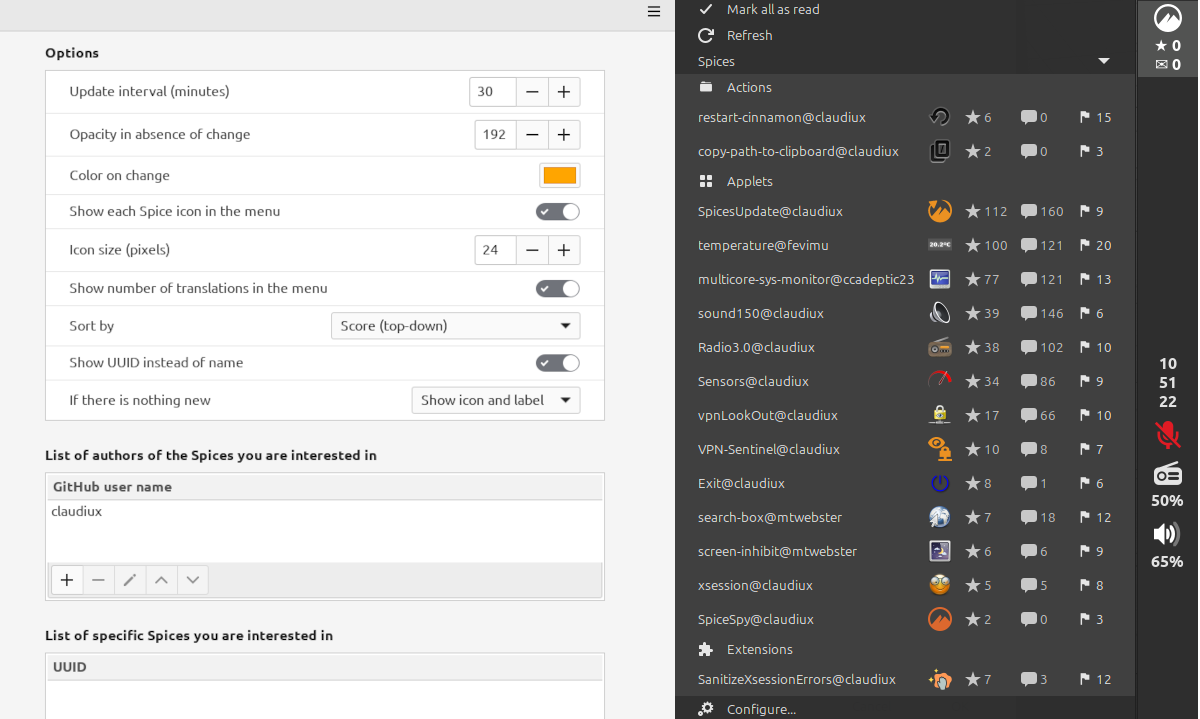 Options
Update interval (minutes) 30
Opacity in absence of change 192
Color on change
Show each Spice icon in the menu
Icon size (pixels) 24
Show number of translations in the menu
Sort by Score (top-down)
Show UUID instead of name
If there is nothing new Show icon and label
List of authors of the Spices you are interested in
GitHub user name
claudiux
List of specific Spices you are interested in
UUID
Mark all as read
Refresh
Spices
Actions
restart-cinnamon@claudiux 6 0 15
copy-path-to-clipboard@claudiux 2 0 3
Applets
SpicesUpdate@claudiux 112 160 9
temperature@fevimu 20.2°C 100 121 20
multicore-sys-monitor@ccadeptic23 77 121 13
sound150@claudiux 39 146 6
Radio3.0@claudiux 38 102 10
Sensors@claudiux 34 86 9
vpnLookOut@claudiux 17 66 10
VPN-Sentinel@claudiux 10 8 7
Exit@claudiux 8 1 6
search-box@mtwebster 7 18 12
screen-inhibit@mtwebster 6 6 9
xsession@claudiux 5 5 8
SpiceSpy@claudiux 2 0 3
Extensions
SanitizeXsessionErrors@claudiux 7 3 12
Configure...
★ 0
✉ 0
10
51
22
50%
65%